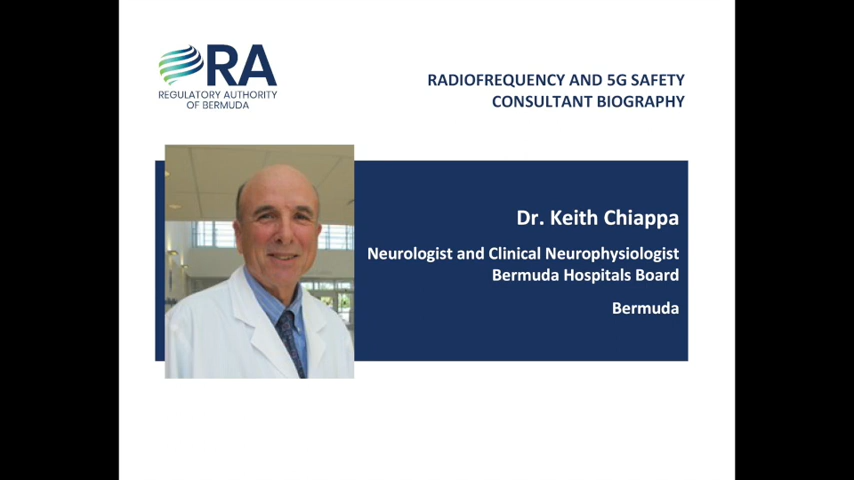 RA
REGULATORY AUTHORITY
OF BERMUDA
RADIOFREQUENCY AND 5G SAFETY
CONSULTANT BIOGRAPHY
Dr. Keith Chiappa
Neurologist and Clinical Neurophysiologist
Bermuda Hospitals Board
Bermuda